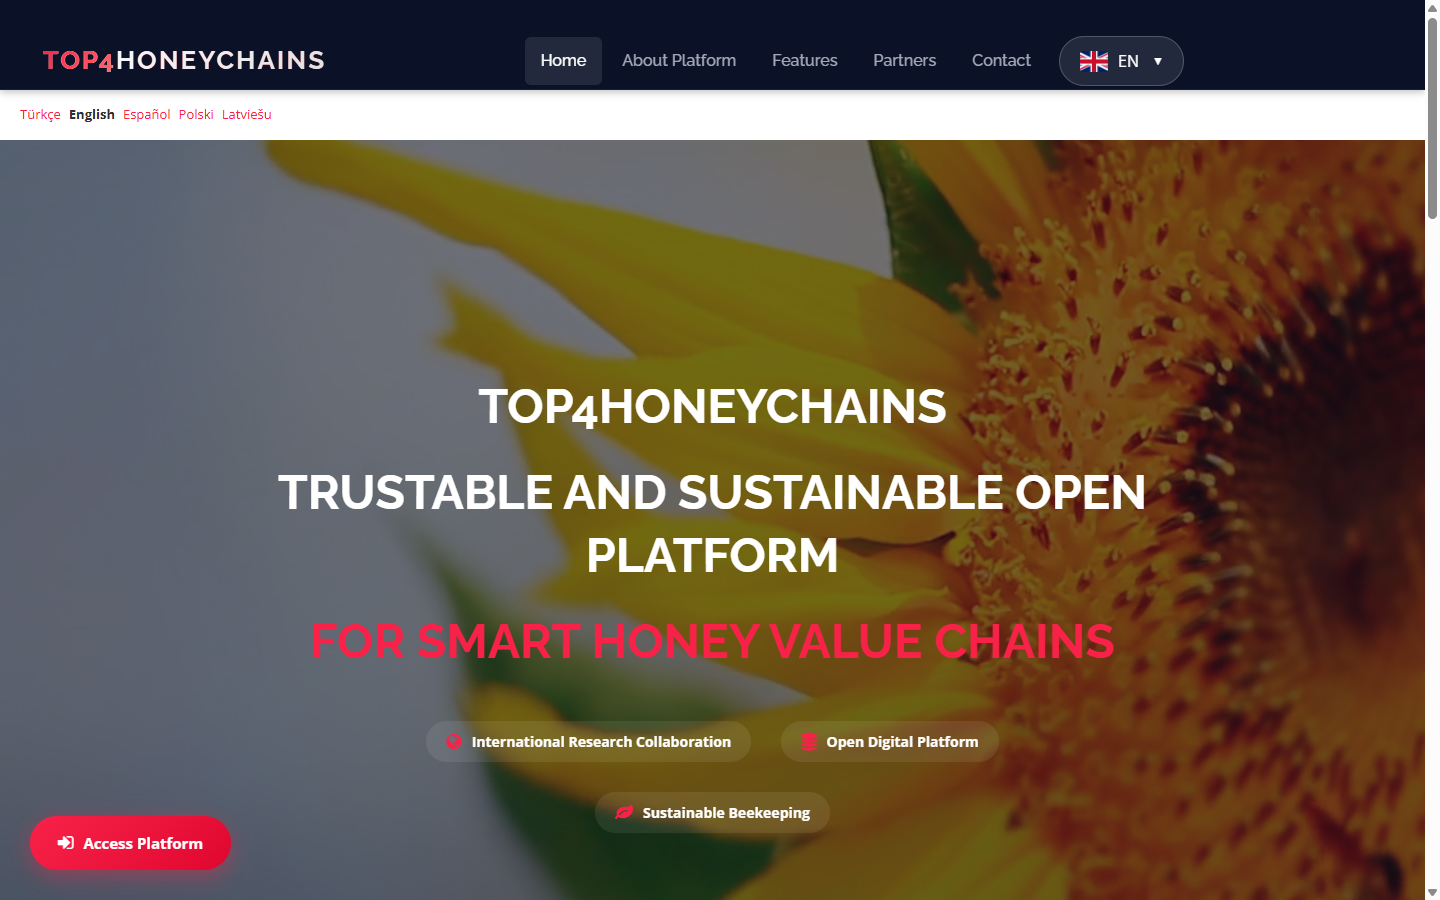 TOP4HONEYCHAINS
Home About Platform Features Partners Contact EN ▼
Türkçe English Español Polski Latviešu
TOP4HONEYCHAINS
TRUSTABLE AND SUSTAINABLE OPEN
PLATFORM
FOR SMART HONEY VALUE CHAINS
International Research Collaboration
Open Digital Platform
Sustainable Beekeeping
Access Platform